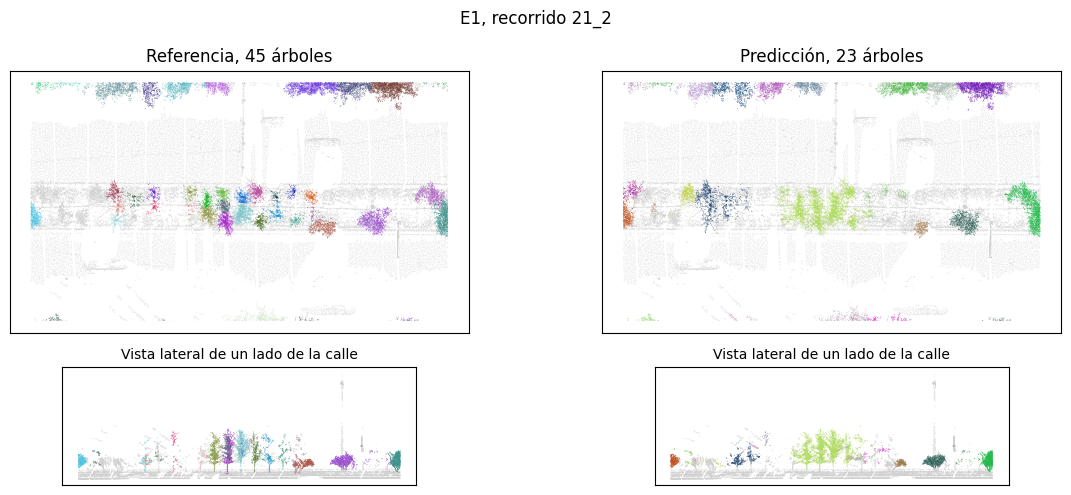 E1, recorrido 21_2
Referencia, 45 árboles
Predicción, 23 árboles
Vista lateral de un lado de la calle
Vista lateral de un lado de la calle